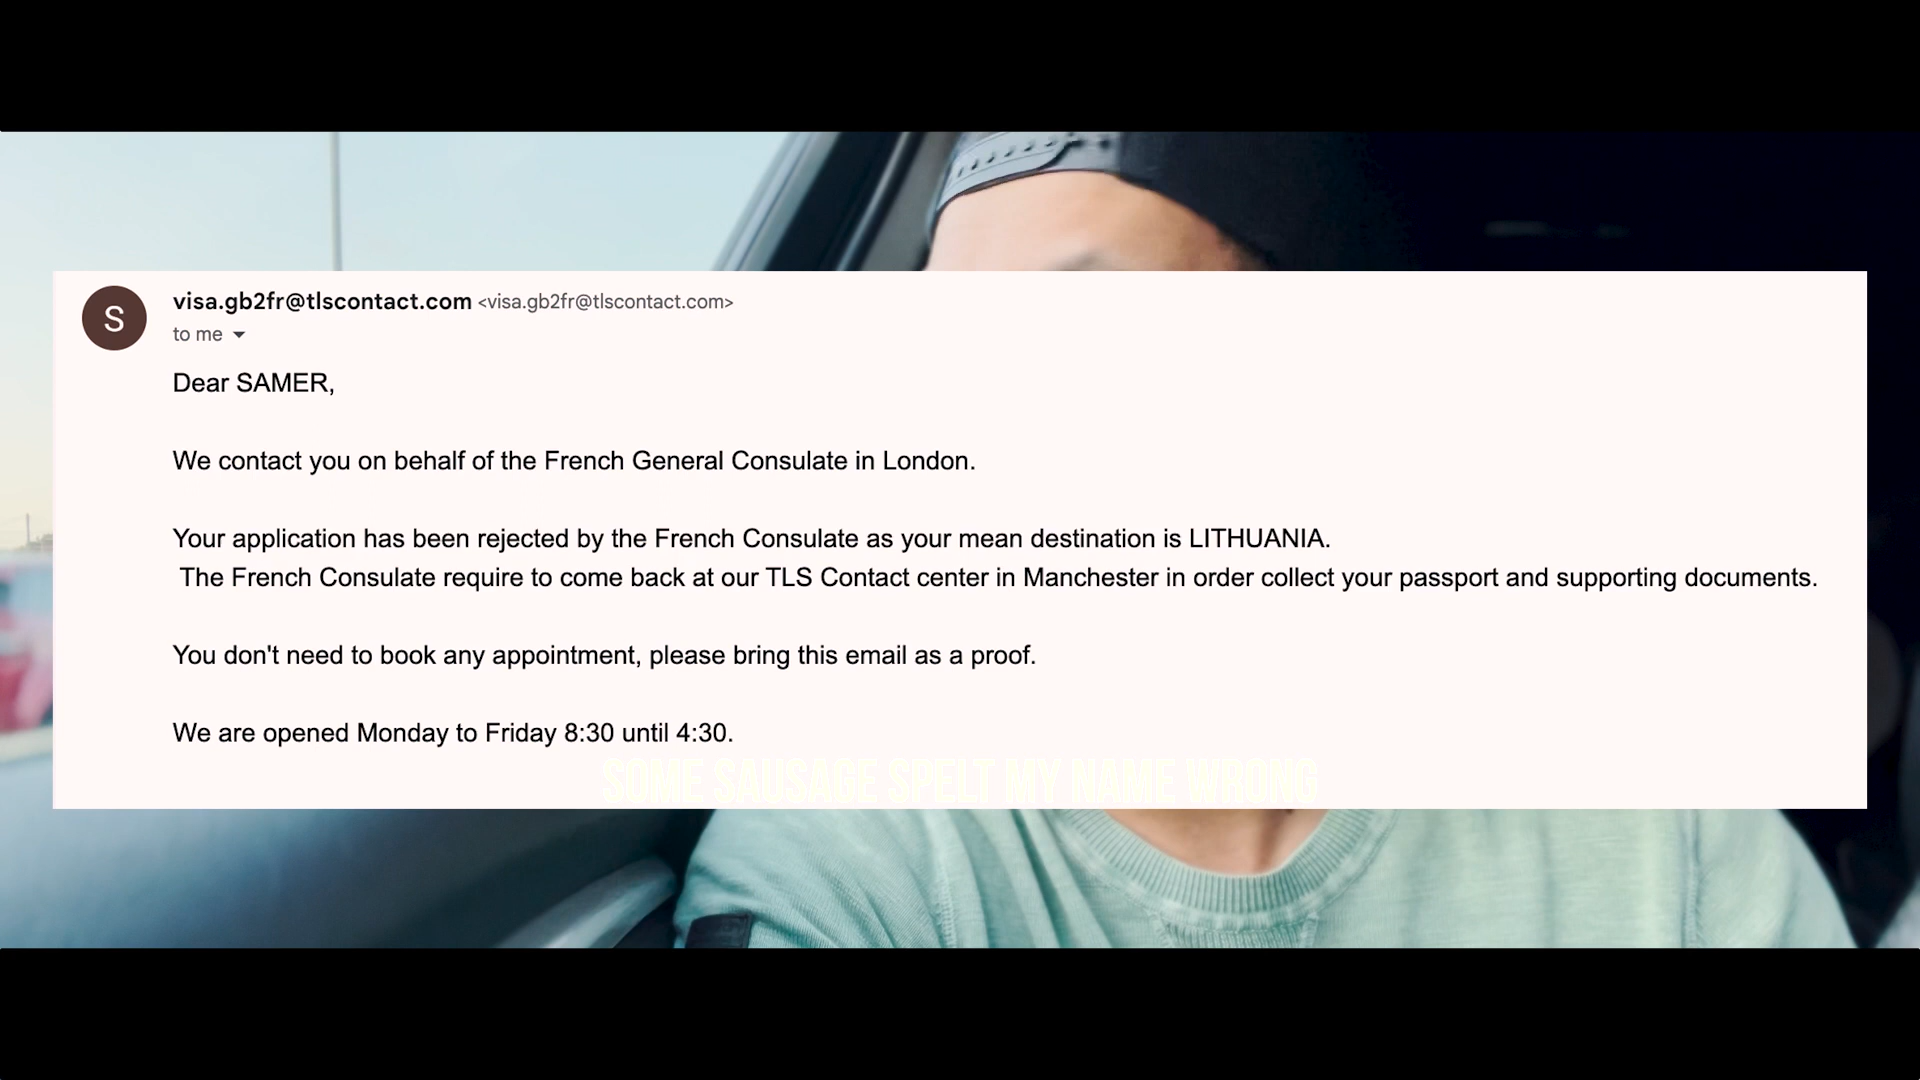 S
visa.gb2fr@tlscontact.com <visa.gb2fr@tlscontact.com>
to me
Dear SAMER,
We contact you on behalf of the French General Consulate in London.
Your application has been rejected by the French Consulate as your mean destination is LITHUANIA.
The French Consulate require to come back at our TLS Contact center in Manchester in order collect your passport and supporting documents.
You don't need to book any appointment, please bring this email as a proof.
We are opened Monday to Friday 8:30 until 4:30.
SOME SAUSAGE SPELT MY NAME WRONG